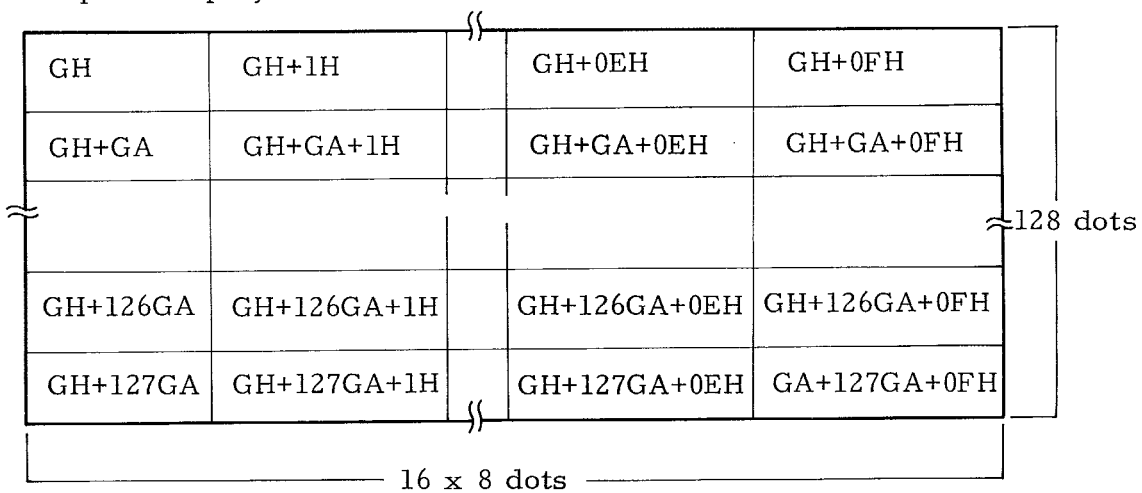 GH GH+1H GH+0EH GH+0FH
GH+GA GH+GA+1H GH+GA+0EH GH+GA+0FH
128 dots
GH+126GA GH+126GA+1H GH+126GA+0EH GH+126GA+0FH
GH+127GA GH+127GA+1H GH+127GA+0EH GA+127GA+0FH
16 x 8 dots